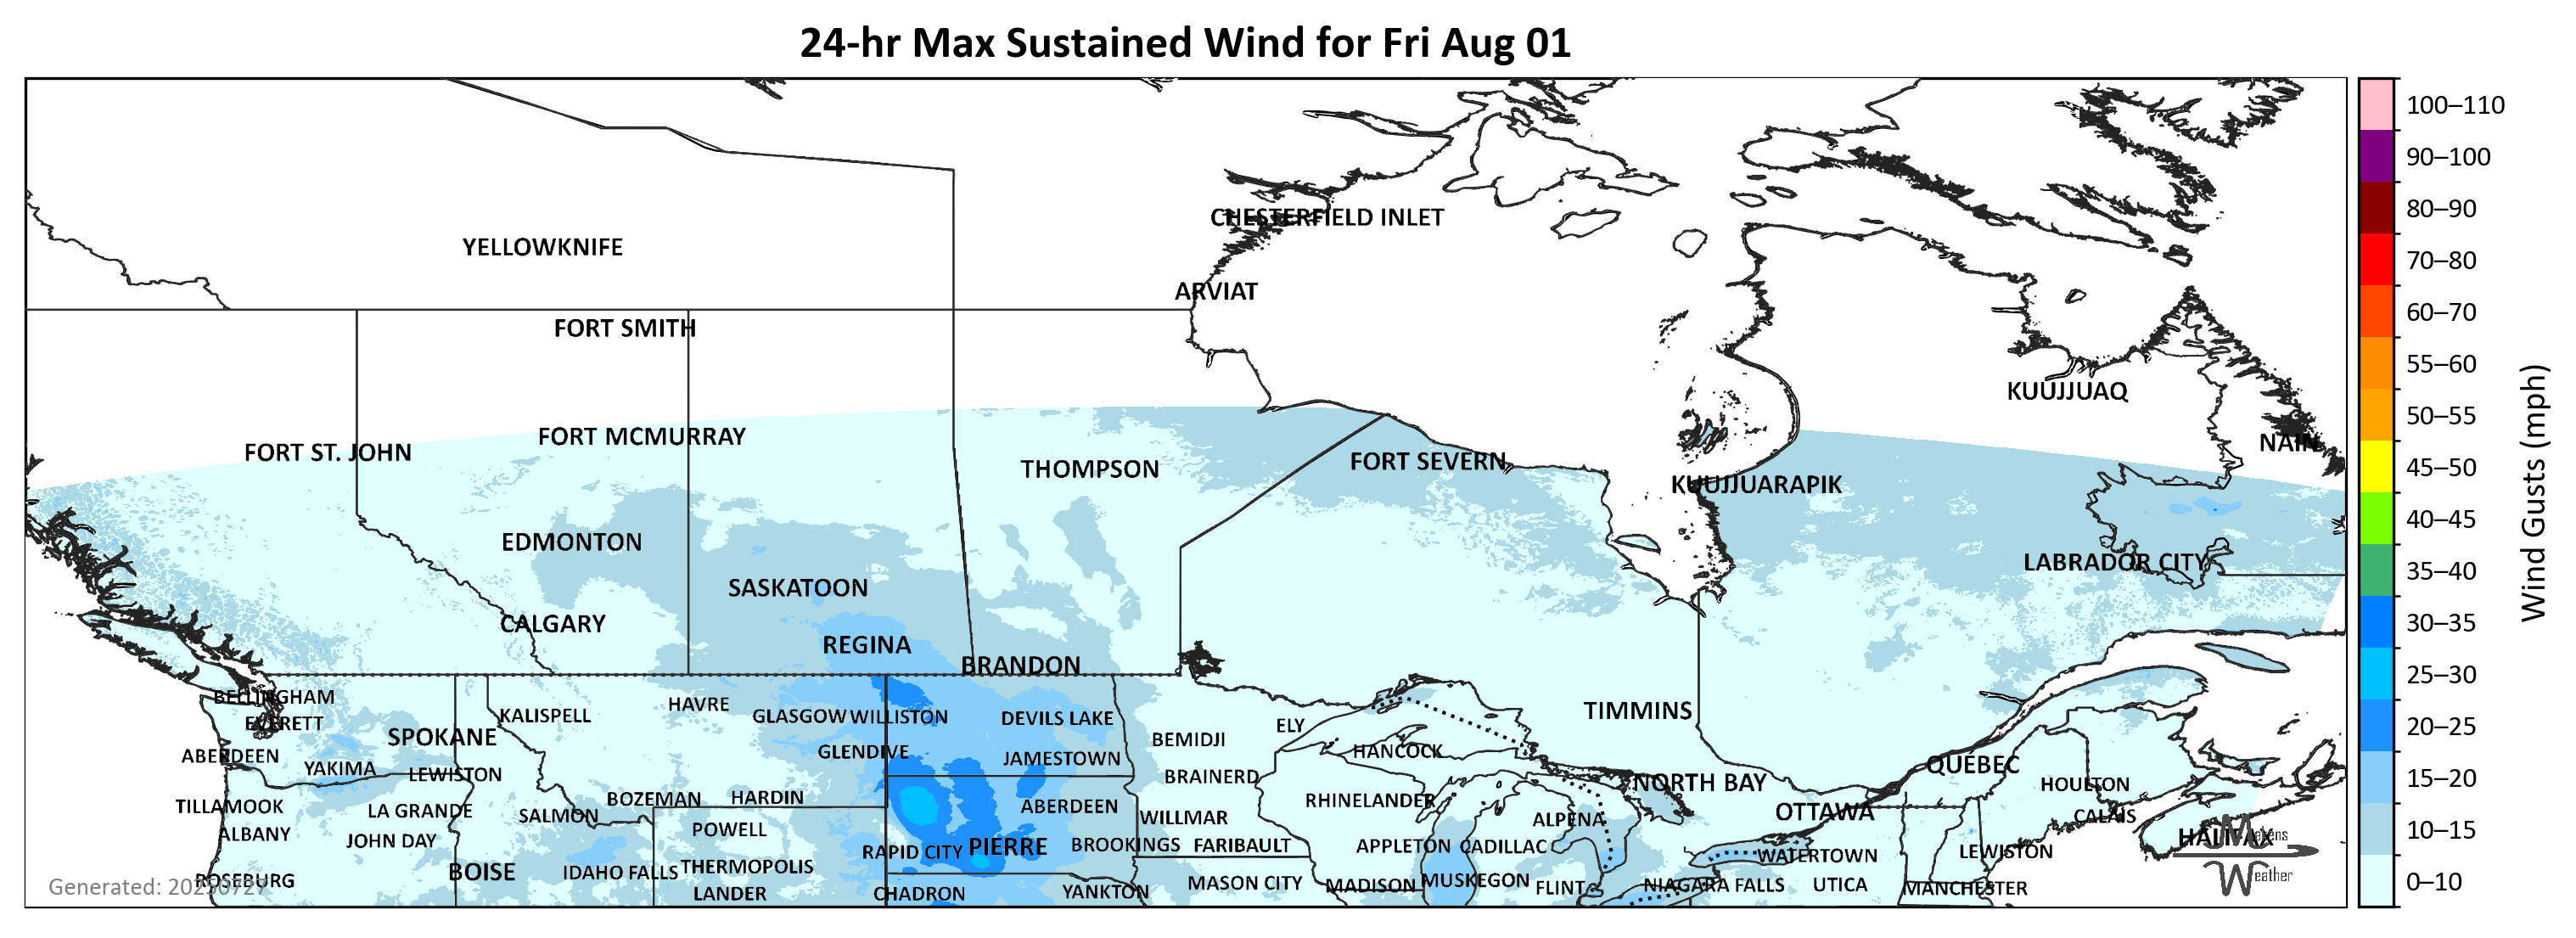 24-hr Max Sustained Wind for Fri Aug 01
100–110
90–100
80–90
70–80
60–70
55–60
50–55
45–50
40–45
35–40
30–35
25–30
20–25
15–20
10–15
0–10
Wind Gusts (mph)
CHESTERFIELD INLET
YELLOWKNIFE
ARVIAT
FORT SMITH
KUUJJUAQ
FORT MCMURRAY
NAIN
FORT ST. JOHN
FORT SEVERN
THOMPSON
KUUJJUARAPIK
EDMONTON
LABRADOR CITY
SASKATOON
CALGARY
REGINA
BRANDON
BELLINGHAM
HAVRE
TIMMINS
KALISPELL
GLASGOW
WILLISTON
DEVILS LAKE
EVERETT
ELY
SPOKANE
BEMIDJI
GLENDIVE
HANCOCK
ABERDEEN
JAMESTOWN
QUÉBEC
YAKIMA
LEWISTON
BRAINERD
NORTH BAY
HOULTON
BOZEMAN
HARDIN
RHINELANDER
TILLAMOOK
ABERDEEN
LA GRANDE
OTTAWA
SALMON
CALAIS
WILLMAR
ALPENA
POWELL
ALBANY
HALIFAX
JOHN DAY
BROOKINGS
FARIBAULT
APPLETON
CADILLAC
PIERRE
RAPID CITY
LEWISTON
WATERTOWN
THERMOPOLIS
BOISE
IDAHO FALLS
ROSEBURG
MUSKEGON
MASON CITY
MADISON
FLINT
NIAGARA FALLS
UTICA
MANCHESTER
LANDER
CHADRON
YANKTON
Generated: 20250727
Makens
Weather